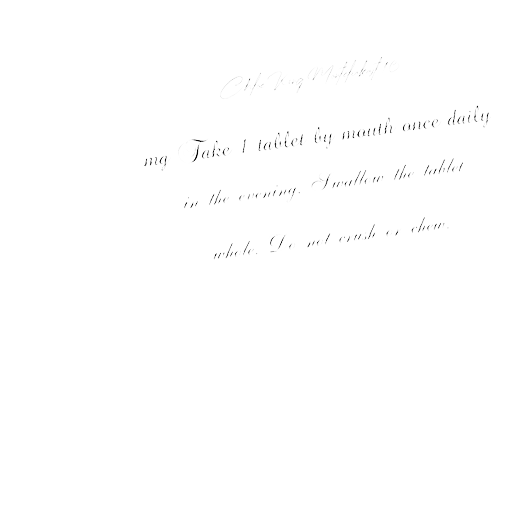 mg Take 1 tablet by mouth once daily
in the evening. Swallow the tablet
whole. Do not crush or chew.